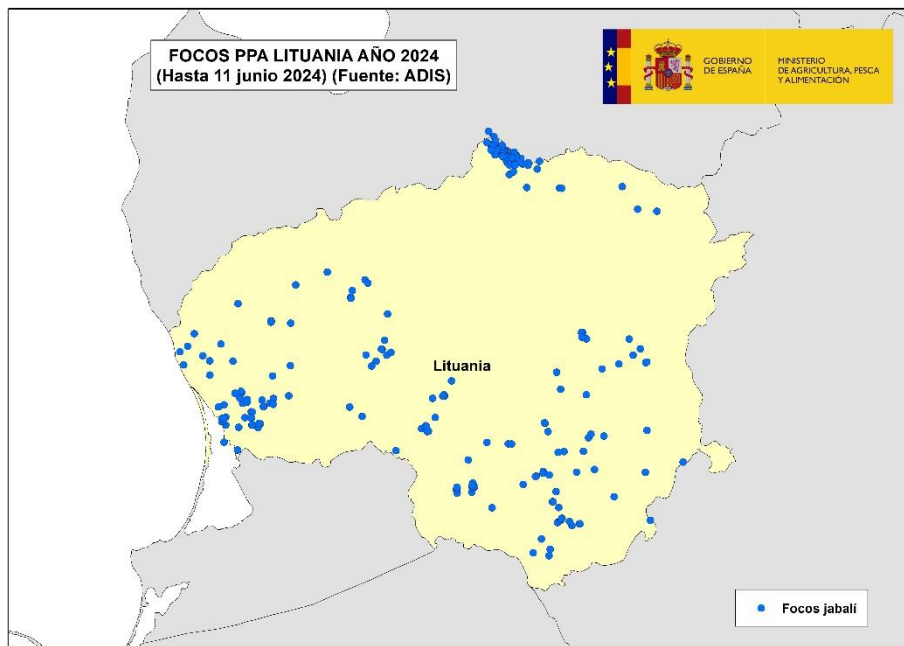 FOCOS PPA LITUANIA AÑO 2024
(Hasta 11 junio 2024) (Fuente: ADIS)
GOBIERNO
DE ESPAÑA
MINISTERIO
DE AGRICULTURA, PESCA
Y ALIMENTACIÓN
Lituania
Focos jabalí